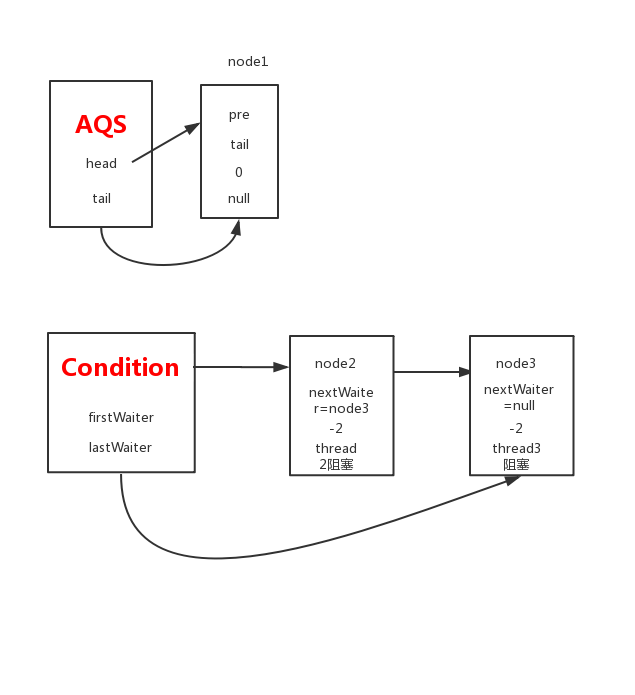 node1
AQS
head
tail
pre
tail
0
null
Condition
firstWaiter
lastWaiter
node2
nextWaite
r=node3
-2
thread
2阻塞
node3
nextWaiter
=null
-2
thread3
阻塞